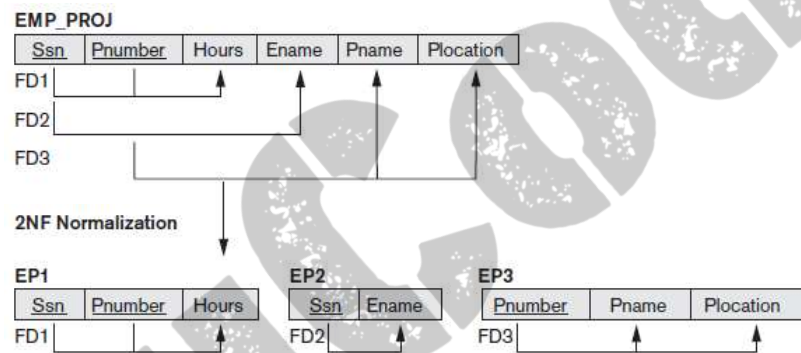 EMP_PROJ
Ssn Pnumber Hours Ename Pname Plocation
FD1
FD2
FD3
2NF Normalization
EP1 EP2 EP3
Ssn Pnumber Hours Ssn Ename Pnumber Pname Plocation
FD1 FD2 FD3